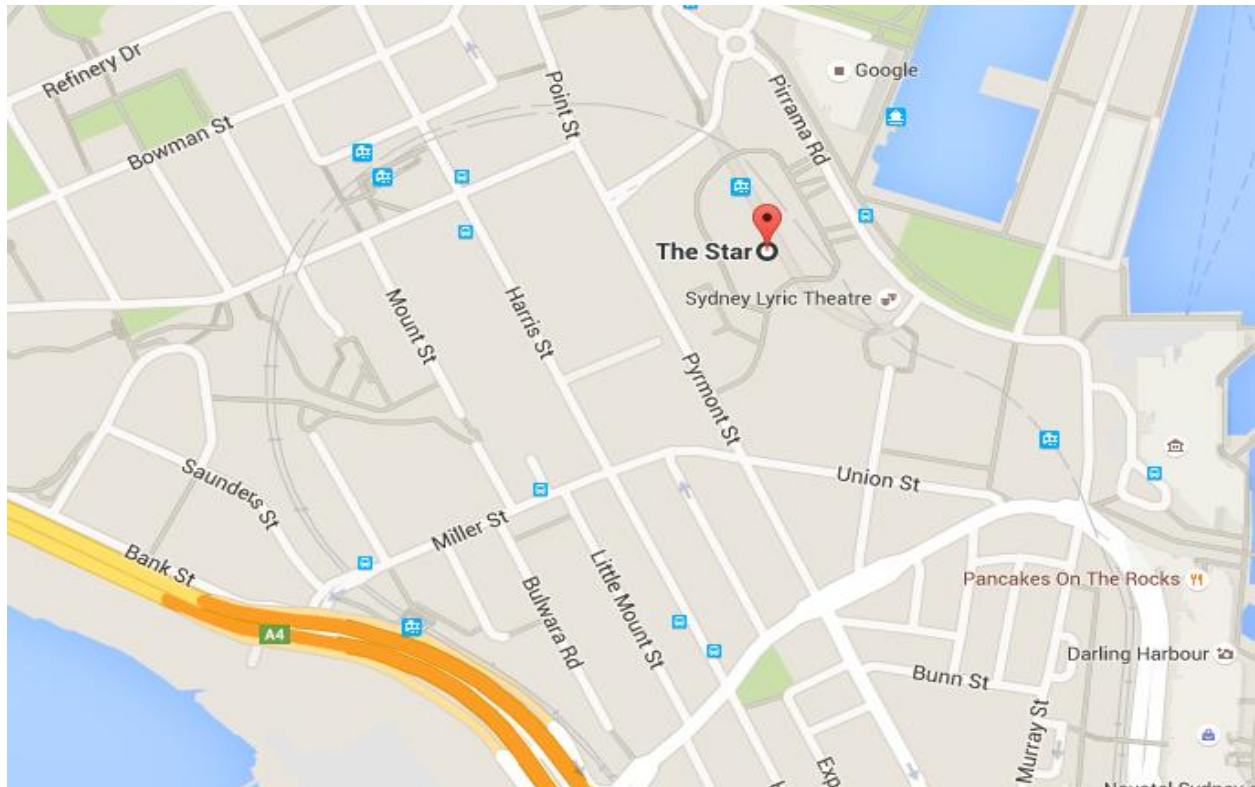 Refinery Dr
Bowman St
Point St
Pirrama Rd
Google
The Star
Sydney Lyric Theatre
Mount St
Harris St
Pyrmont St
Union St
Saunders St
Miller St
Bank St
A4
Bulwara Rd
Little Mount St
Pancakes On The Rocks
Darling Harbour
Bunn St
Murray St
Exp